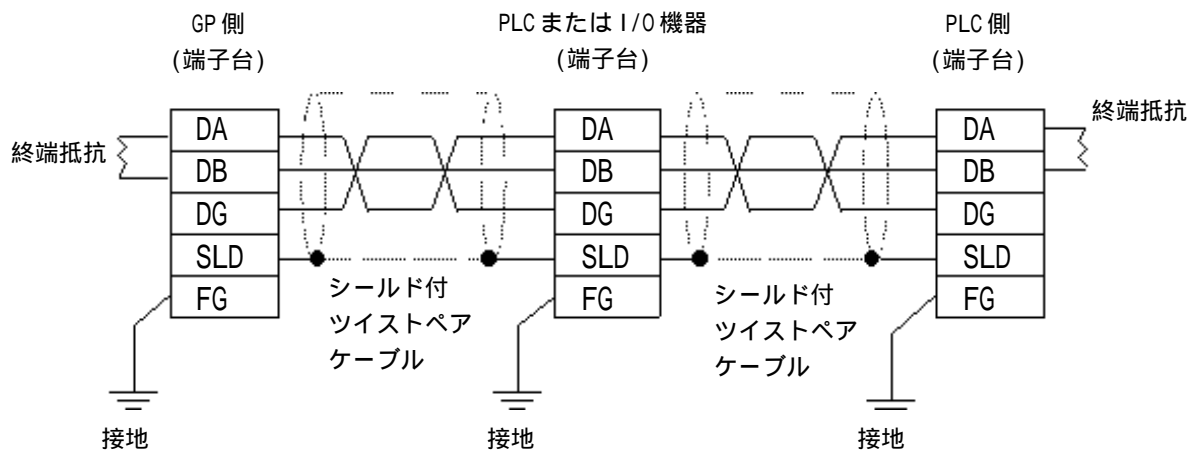 GP側
(端子台)
PLCまたはI/O機器
(端子台)
PLC側
(端子台)
終端抵抗
DA
DB
DG
SLD
FG
接地
シールド付
ツイストペア
ケーブル
DA
DB
DG
SLD
FG
接地
シールド付
ツイストペア
ケーブル
DA
DB
DG
SLD
FG
接地
終端抵抗